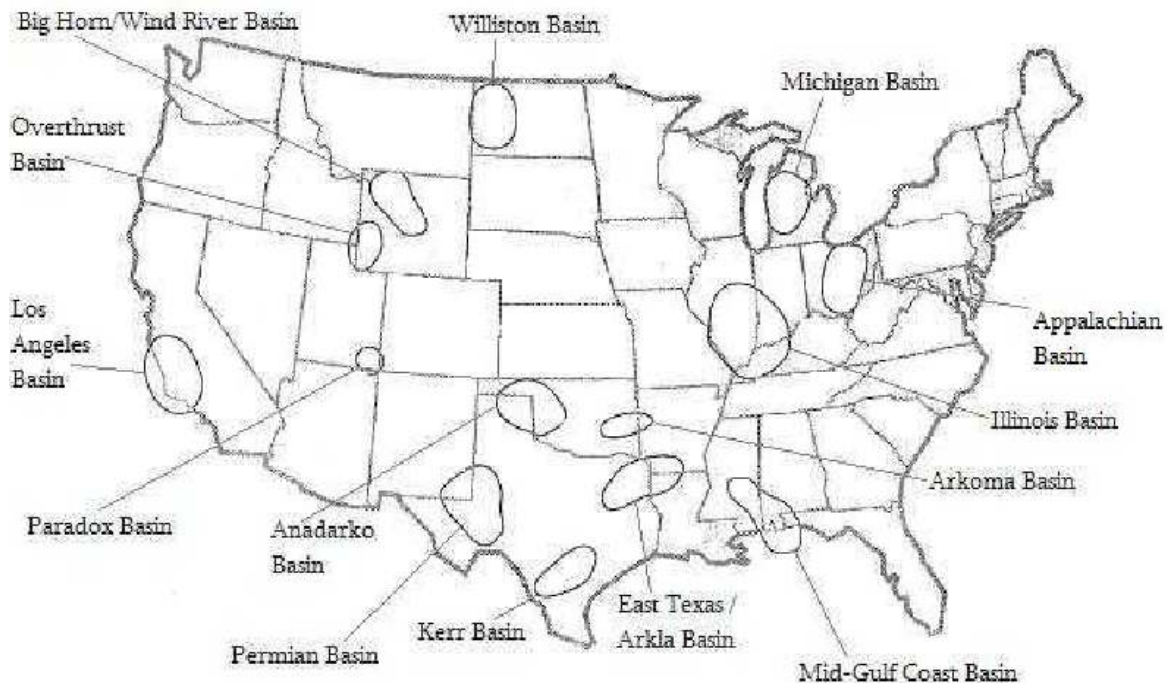 Big Horn/Wind River Basin
Williston Basin
Michigan Basin
Overthrust
Basin
Los
Angeles
Basin
Appalachian
Basin
Illinois Basin
Arkoma Basin
Paradox Basin
Anadarko
Basin
East Texas /
Arkla Basin
Kerr Basin
Permian Basin
Mid-Gulf Coast Basin